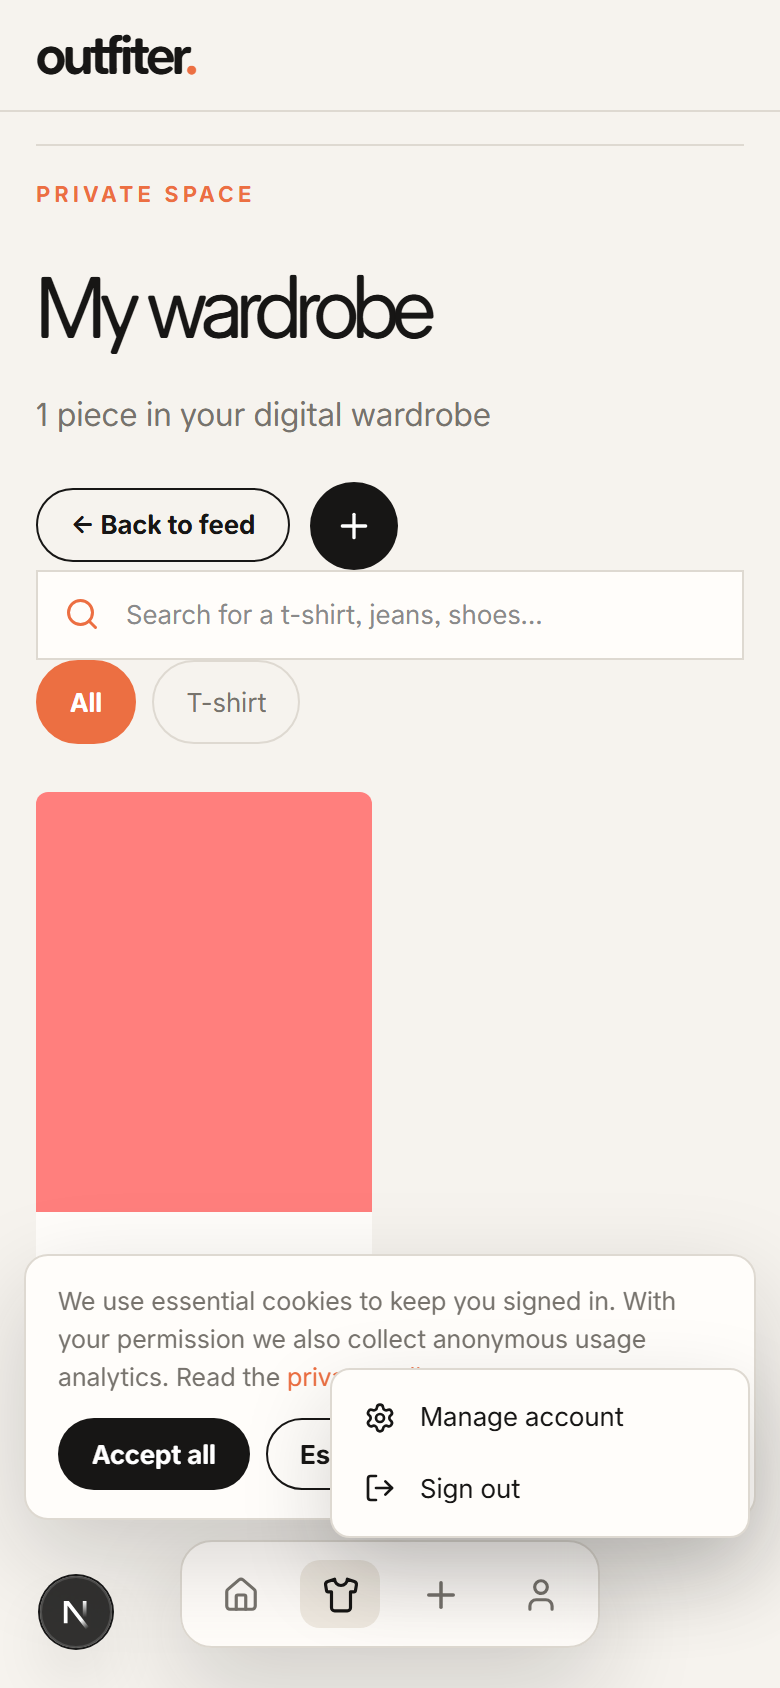 outfiter.
PRIVATE SPACE
My wardrobe
1 piece in your digital wardrobe
← Back to feed
Search for a t-shirt, jeans, shoes...
All
T-shirt
We use essential cookies to keep you signed in. With
your permission we also collect anonymous usage
analytics. Read the
Accept all
Manage account
Sign out
N